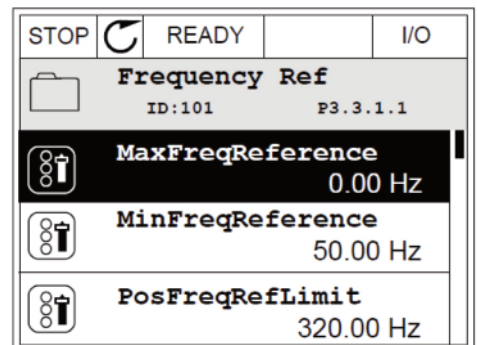 STOP READY I/O
Frequency Ref
ID:101 P3.3.1.1
MaxFreqReference
0.00 Hz
MinFreqReference
50.00 Hz
PosFreqRefLimit
320.00 Hz